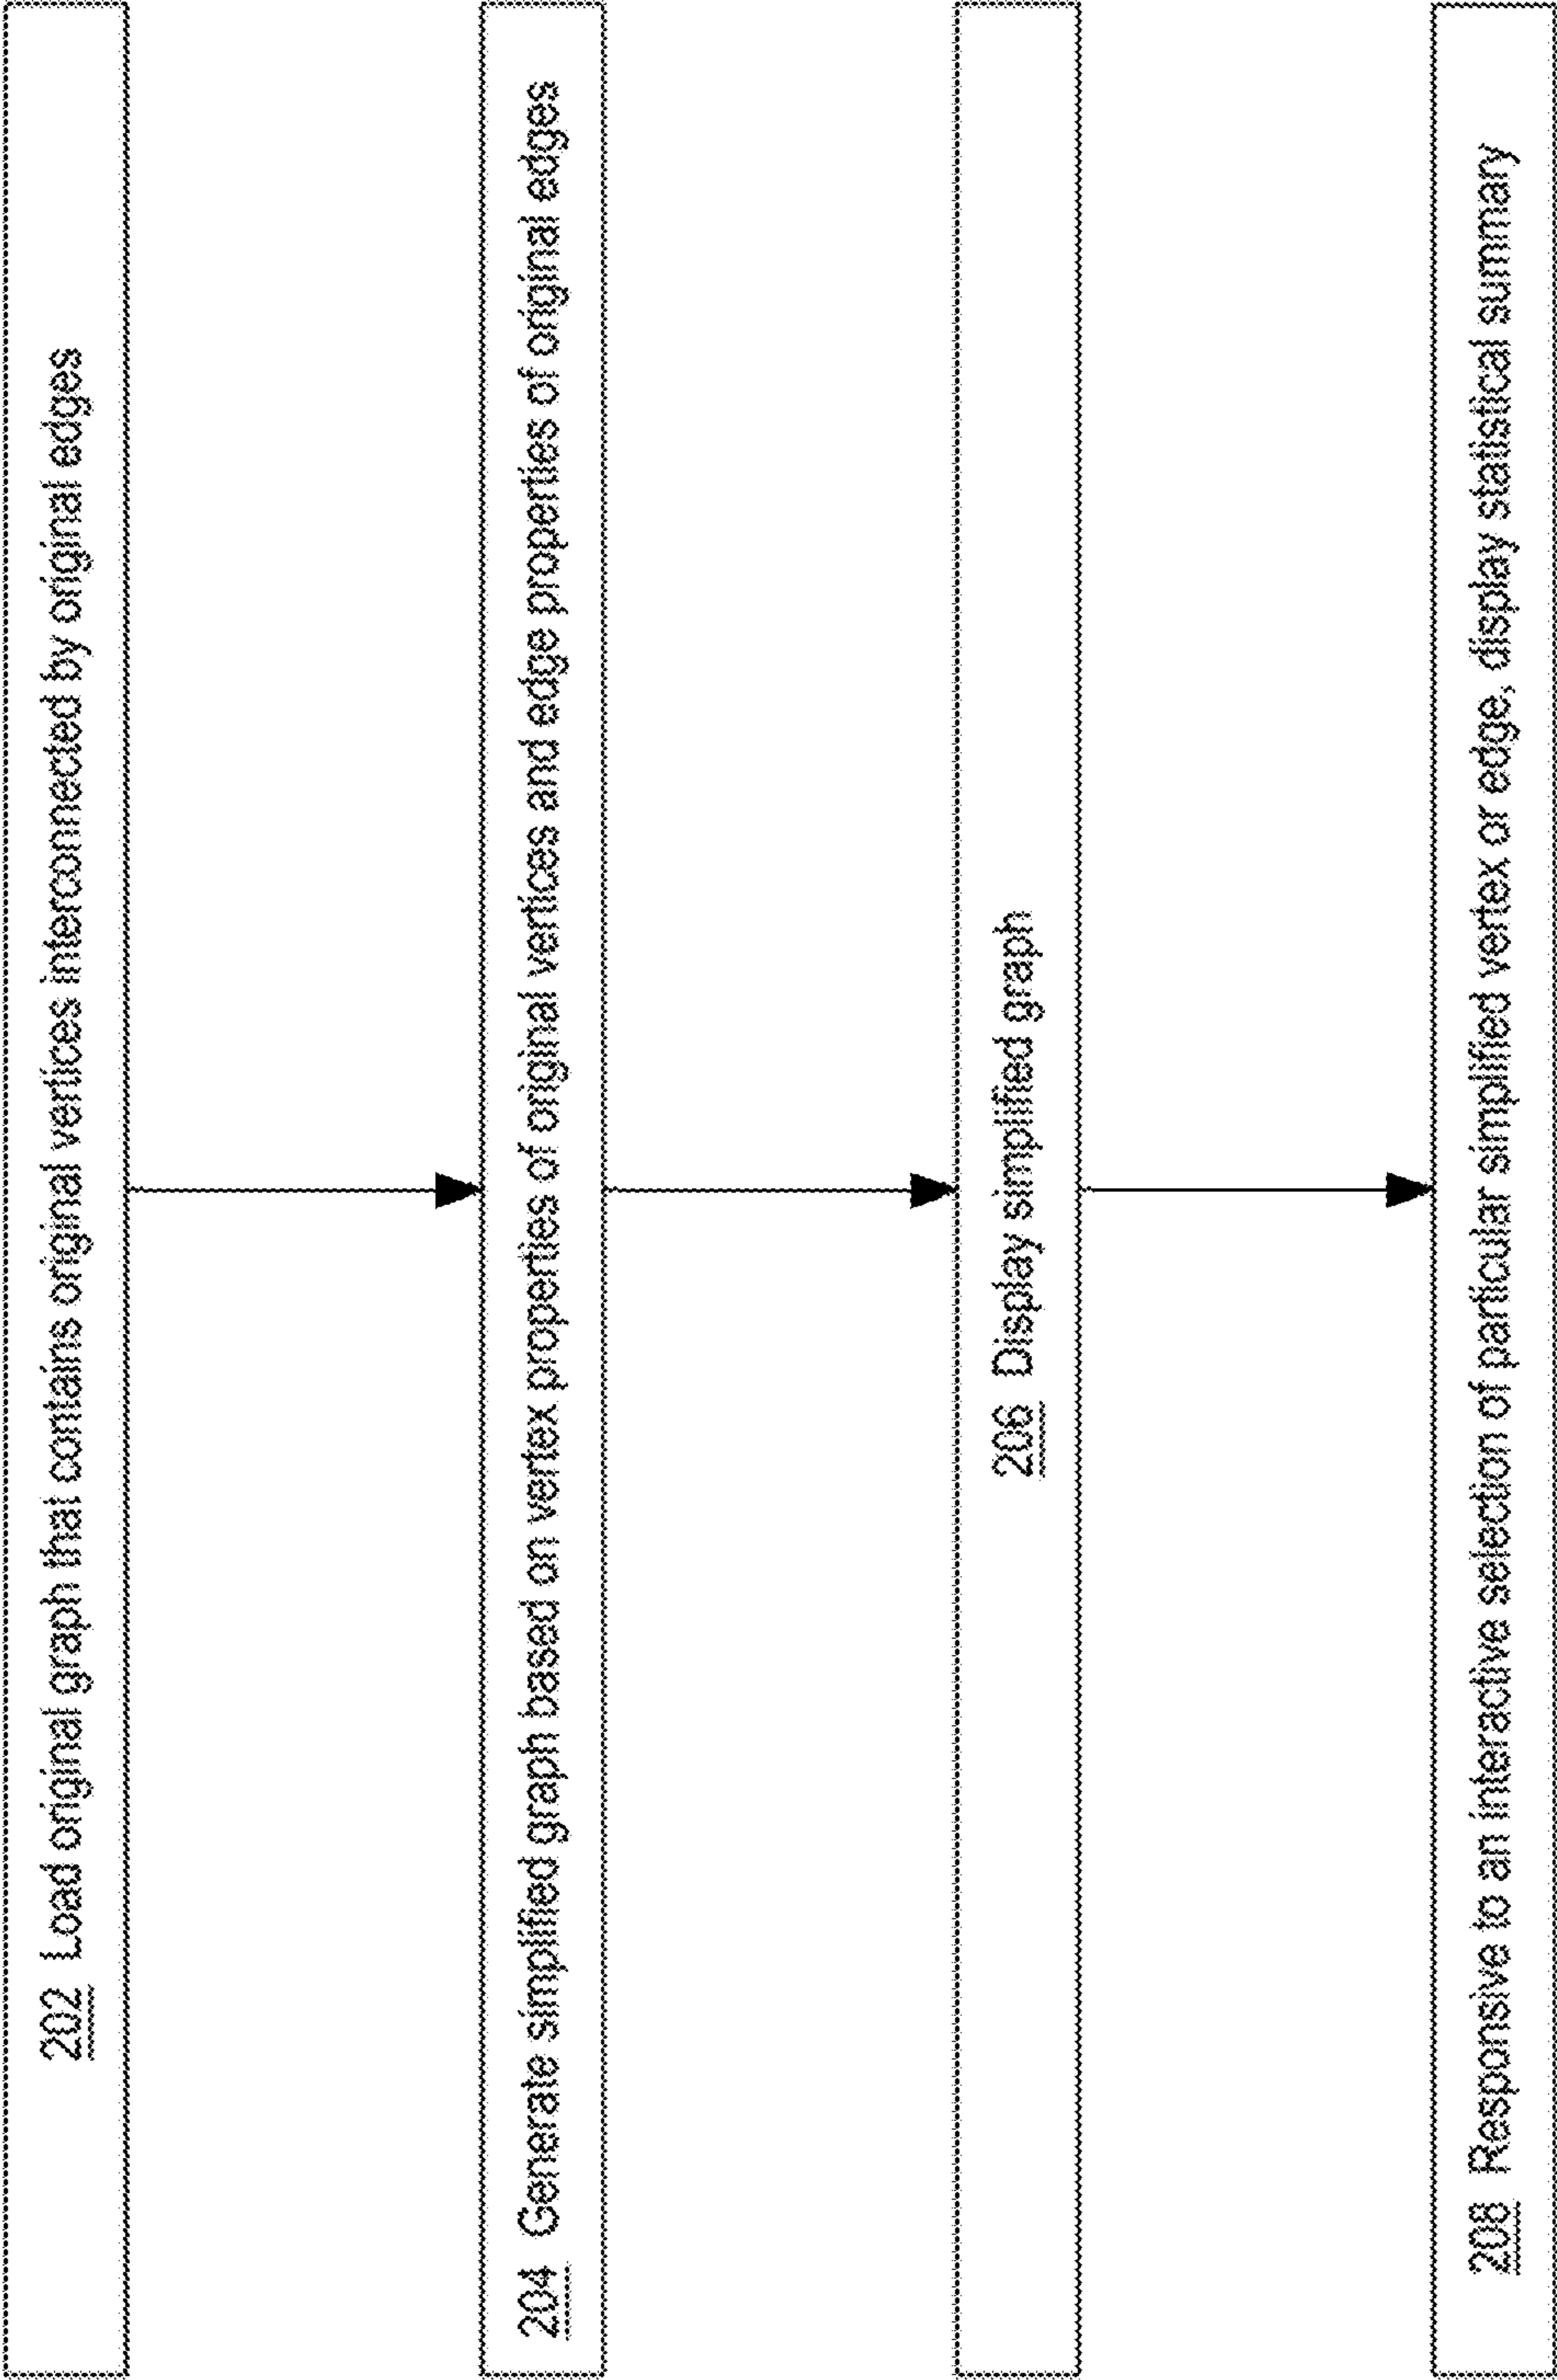 202 Load original graph that contains original vertices interconnected by original edges
204 Generate simplified graph based on vertex properties of original vertices and edge properties of original edges
206 Display simplified graph
208 Responsive to an interactive selection of particular simplified vertex or edge, display statistical summary